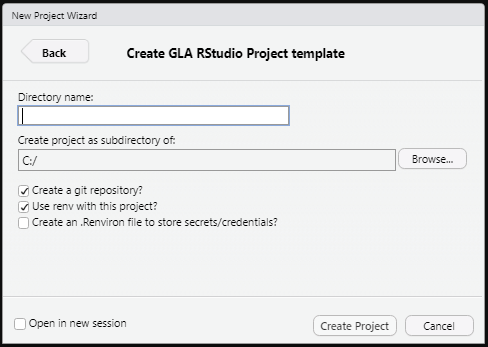 New Project Wizard
Back
Create GLA RStudio Project template
Directory name:
Create project as subdirectory of:
C:/
Browse...
Create a git repository?
Use renv with this project?
Create an .Renviron file to store secrets/credentials?
Open in new session
Create Project
Cancel